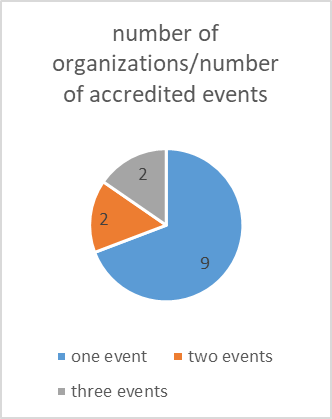 number of
organizations/number
of accredited events
2
2
9
one event two events
three events